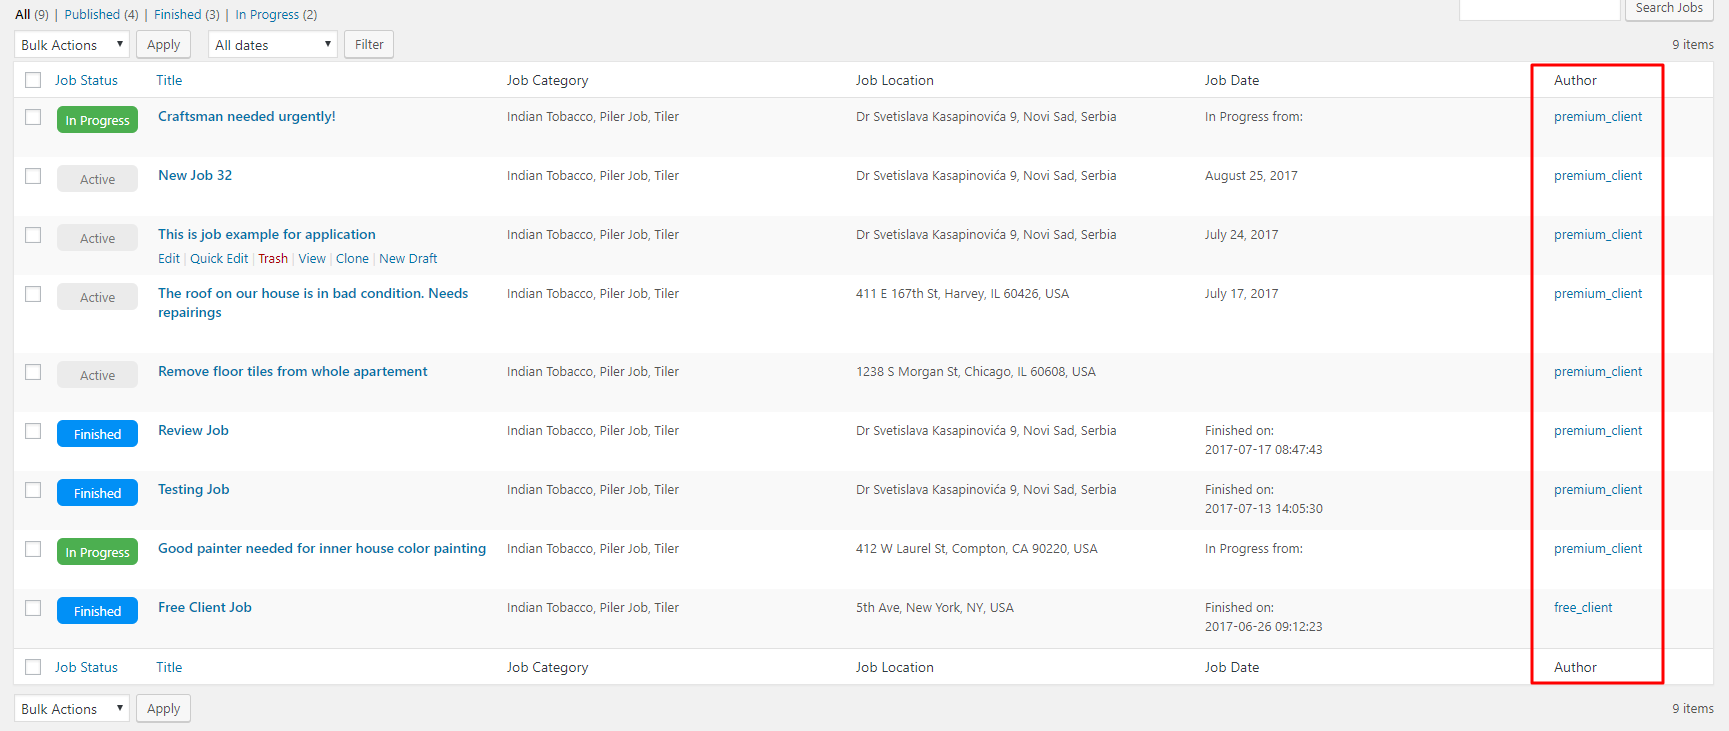 All (9) | Published (4) | Finished (3) | In Progress (2)
Search Jobs
Bulk Actions Apply All dates Filter 9 items
Job Status Title Job Category Job Location Job Date Author
In Progress Craftsman needed urgently! Indian Tobacco, Piler Job, Tiler Dr Svetislava Kasapinovića 9, Novi Sad, Serbia In Progress from: premium_client
Active New Job 32 Indian Tobacco, Piler Job, Tiler Dr Svetislava Kasapinovića 9, Novi Sad, Serbia August 25, 2017 premium_client
Active This is job example for application Indian Tobacco, Piler Job, Tiler Dr Svetislava Kasapinovića 9, Novi Sad, Serbia July 24, 2017 premium_client
Edit | Quick Edit | Trash | View | Clone | New Draft
Active The roof on our house is in bad condition. Needs Indian Tobacco, Piler Job, Tiler 411 E 167th St, Harvey, IL 60426, USA July 17, 2017 premium_client
repairings
Active Remove floor tiles from whole apartement Indian Tobacco, Piler Job, Tiler 1238 S Morgan St, Chicago, IL 60608, USA premium_client
Finished Review Job Indian Tobacco, Piler Job, Tiler Dr Svetislava Kasapinovića 9, Novi Sad, Serbia Finished on: premium_client
2017-07-17 08:47:43
Finished Testing Job Indian Tobacco, Piler Job, Tiler Dr Svetislava Kasapinovića 9, Novi Sad, Serbia Finished on: premium_client
2017-07-13 14:05:30
In Progress Good painter needed for inner house color painting Indian Tobacco, Piler Job, Tiler 412 W Laurel St, Compton, CA 90220, USA In Progress from: premium_client
Finished Free Client Job Indian Tobacco, Piler Job, Tiler 5th Ave, New York, NY, USA Finished on: free_client
2017-06-26 09:12:23
Job Status Title Job Category Job Location Job Date Author
Bulk Actions Apply 9 items